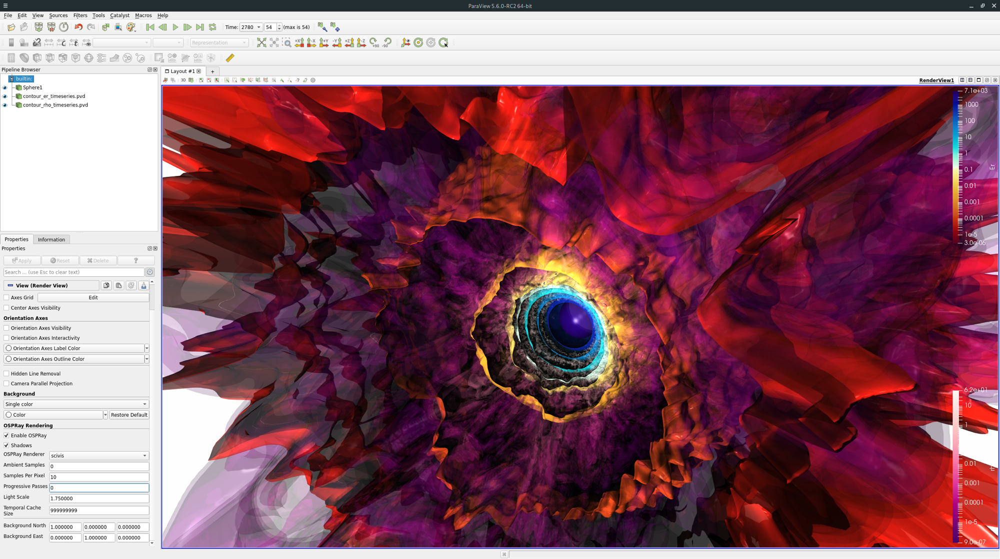 ParaView 5.6.0-RC2 64-bit
File Edit View Sources Filters Tools Catalyst Macros Help
Time: 2780 54 (max is 54)
Representation
+X -X +Y -Y +Z -Z +90 -90
Pipeline Browser
builtin:
Sphere1
contour_er_timeseries.pvd
contour_rho_timeseries.pvd
Properties Information
Properties
Apply Reset Delete ?
Search ... (use Esc to clear text)
View (Render View)
Axes Grid Edit
Center Axes Visibility
Orientation Axes
Orientation Axes Visibility
Orientation Axes Interactivity
Orientation Axes Label Color
Orientation Axes Outline Color
Hidden Line Removal
Camera Parallel Projection
Background
Single color
Color Restore Default
OSPRay Rendering
Enable OSPRay
Shadows
OSPRay Renderer scivis
Ambient Samples 0
Samples Per Pixel 10
Progressive Passes 0
Light Scale 1.750000
Temporal Cache
Size 999999999
Background North 1.000000 0.000000 0.000000
Background East 0.000000 1.000000 0.000000
Layout #1 +
3D
RenderView1
7.1e+03
1000
100
10
1
0.1
0.01
0.001
0.0001
1e-5
3.0e-06
Er
6.2e+01
10
1
0.01
0.001
0.0001
1e-5
9.0e-07